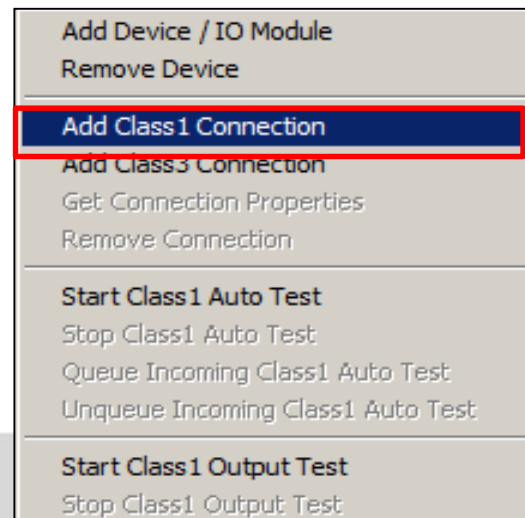 Add Device / IO Module
Remove Device
Add Class1 Connection
Add Class3 Connection
Get Connection Properties
Remove Connection
Start Class1 Auto Test
Stop Class1 Auto Test
Queue Incoming Class1 Auto Test
Unqueue Incoming Class1 Auto Test
Start Class1 Output Test
Stop Class1 Output Test